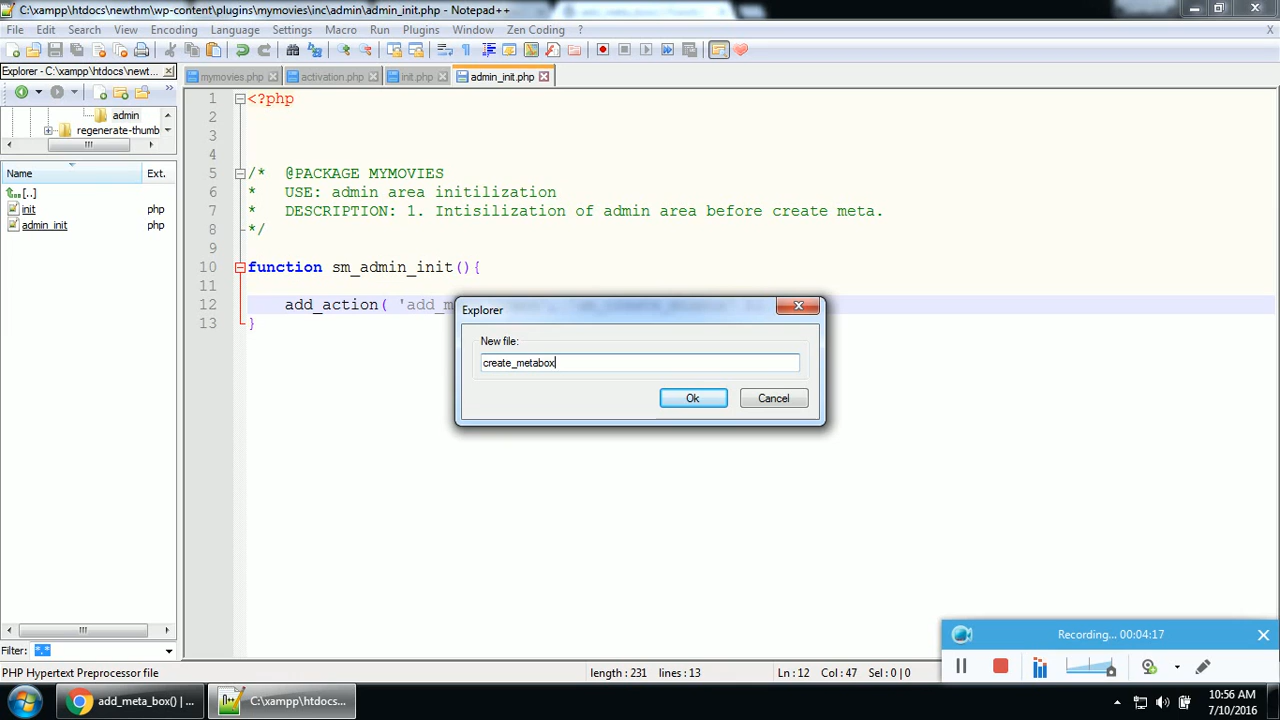 C:\xampp\htdocs\newthm\wp-content\plugins\mymovies\inc\admin\admin_init.php - Notepad++
File Edit Search View Encoding Language Settings Macro Run Plugins Window Zen Coding X
Explorer - C:\xampp\htdocs\newt...
mymovies.php activation.php init.php admin_init.php
admin
regenerate-thumb
Name Ext.
[..]
init php
admin_init php
1 <?php
2
3
4
5 /* @PACKAGE MYMOVIES
6 * USE: admin area initilization
7 * DESCRIPTION: 1. Intisilization of admin area before create meta.
8 */
9
10 function sm_admin_init(){
11
12 add_action( 'add_m
13 }
Explorer
New file:
create_metabox
Ok Cancel
Filter: *.*
Recording... 00:04:17
PHP Hypertext Preprocessor file length : 231 lines : 13 Ln : 12 Col : 47 Sel : 0 | 0
add_meta_box() | ... C:\xampp\htdocs...
10:56 AM
7/10/2016